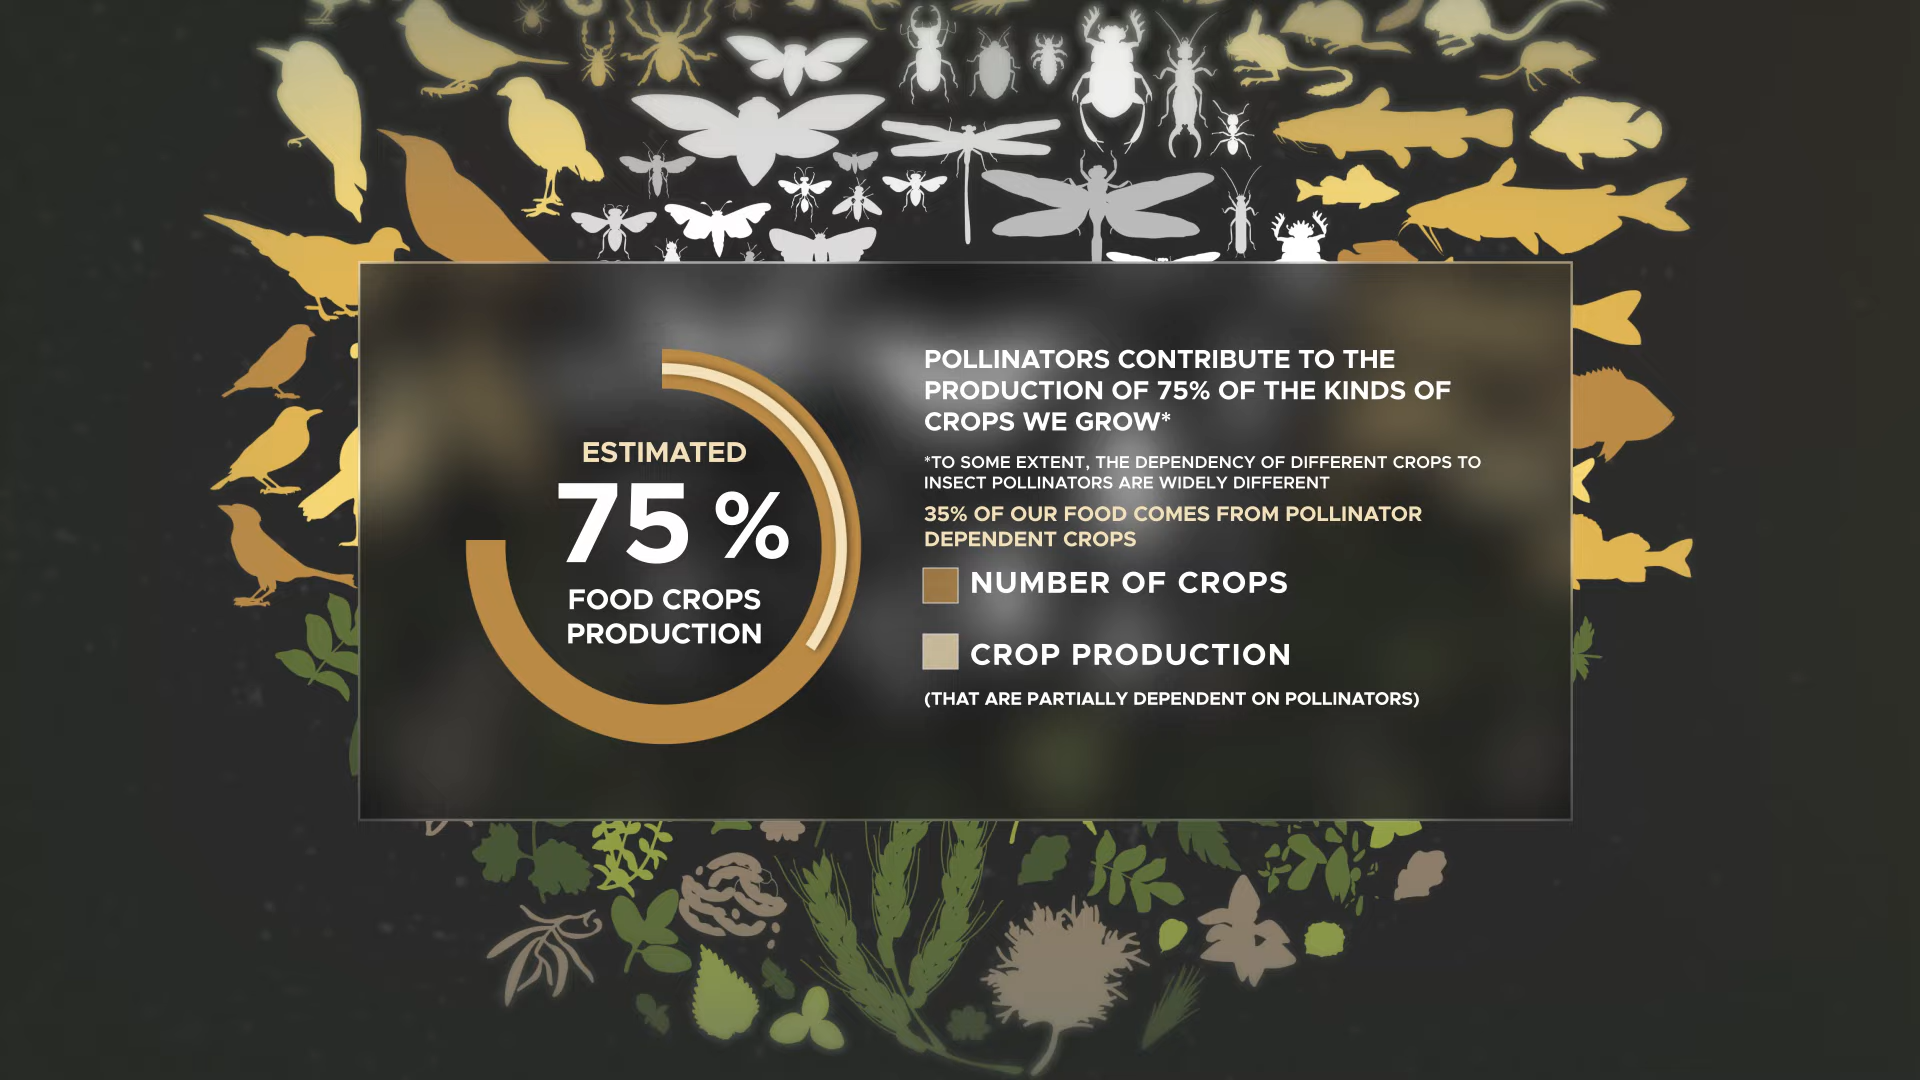 ESTIMATED
75 %
FOOD CROPS
PRODUCTION
POLLINATORS CONTRIBUTE TO THE
PRODUCTION OF 75% OF THE KINDS OF
CROPS WE GROW*
*TO SOME EXTENT, THE DEPENDENCY OF DIFFERENT CROPS TO
INSECT POLLINATORS ARE WIDELY DIFFERENT
35% OF OUR FOOD COMES FROM POLLINATOR
DEPENDENT CROPS
NUMBER OF CROPS
CROP PRODUCTION
(THAT ARE PARTIALLY DEPENDENT ON POLLINATORS)